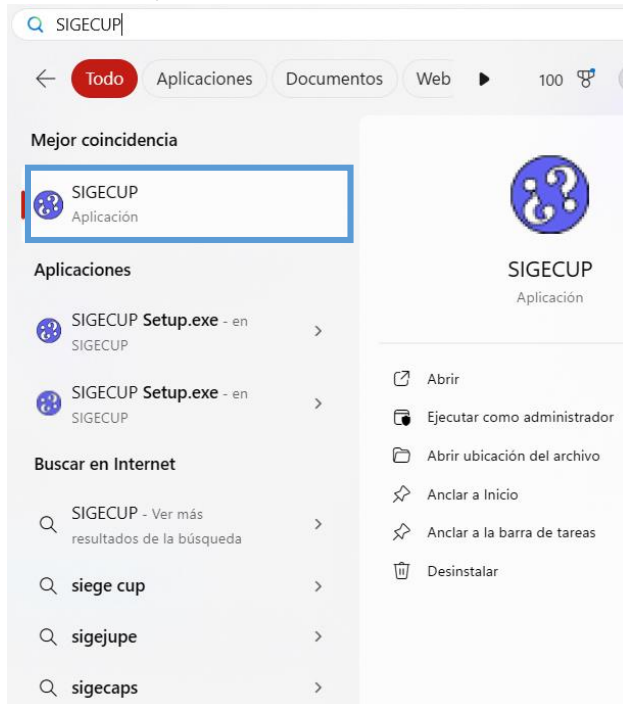 SIGECUP
Todo Aplicaciones Documentos Web 100
Mejor coincidencia
SIGECUP
Aplicación
Aplicaciones
SIGECUP Setup.exe - en
SIGECUP
SIGECUP Setup.exe - en
SIGECUP
Buscar en Internet
SIGECUP - Ver más
resultados de la búsqueda
siege cup
sigejupe
sigecaps
SIGECUP
Aplicación
Abrir
Ejecutar como administrador
Abrir ubicación del archivo
Anclar a Inicio
Anclar a la barra de tareas
Desinstalar